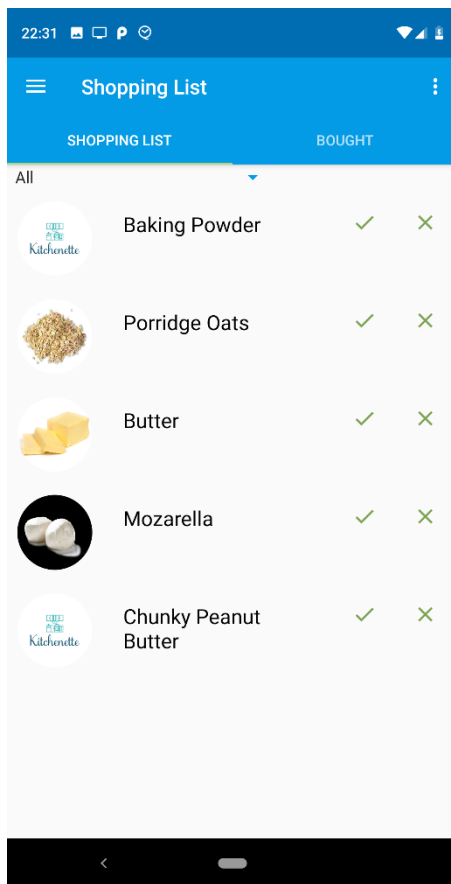 22:31
Shopping List
SHOPPING LIST
BOUGHT
All
Kitchenette
Baking Powder
Porridge Oats
Butter
Mozarella
Kitchenette
Chunky Peanut
Butter